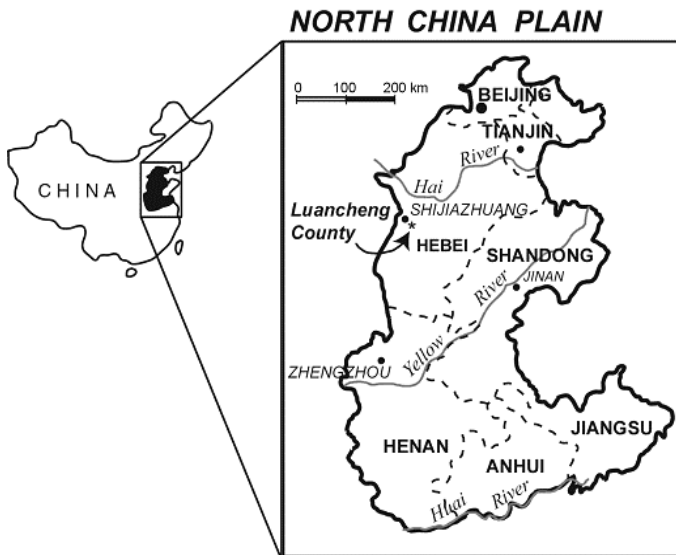 NORTH CHINA PLAIN
0 100 200 km
BEIJING
TIANJIN
CHINA
Hai River
Luancheng
County
SHIJIAZHUANG
*
HEBEI
SHANDONG
JINAN
Yellow River
ZHENGZHOU
HENAN
ANHUI
JIANGSU
Huai River